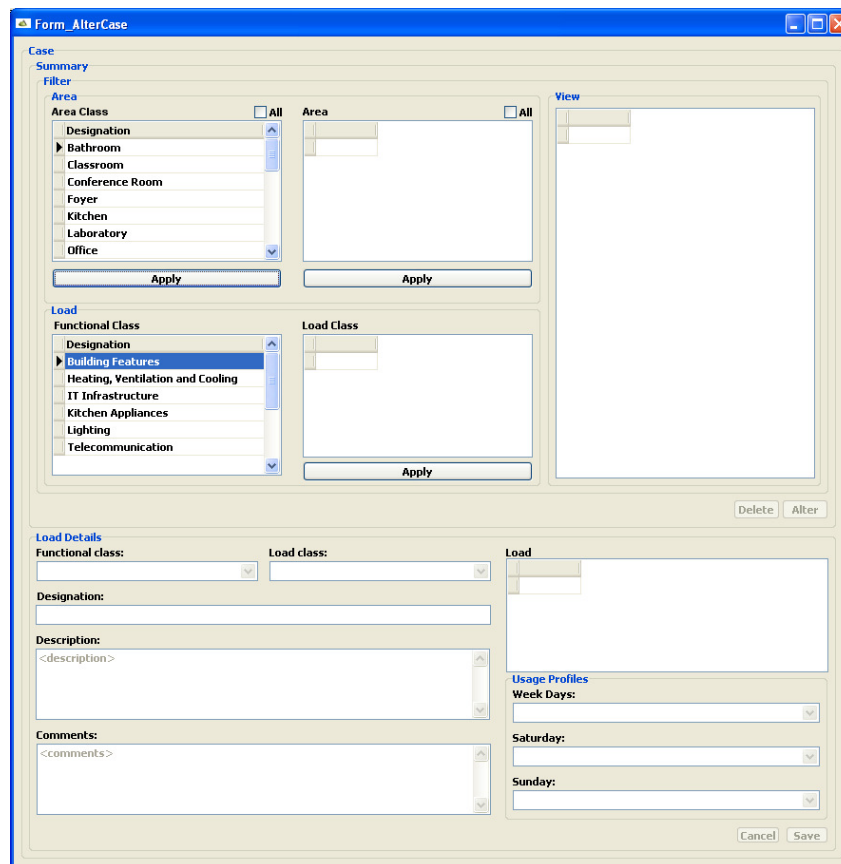 Form_AlterCase
Case
Summary
Filter
Area
Area Class
All
Designation
Bathroom
Classroom
Conference Room
Foyer
Kitchen
Laboratory
Office
Apply
Area
All
Apply
Load
Functional Class
Designation
Building Features
Heating, Ventilation and Cooling
IT Infrastructure
Kitchen Appliances
Lighting
Telecommunication
Load Class
Apply
View
Delete
Alter
Load Details
Functional class:
Load class:
Designation:
Description:
<description>
Comments:
<comments>
Load
Usage Profiles
Week Days:
Saturday:
Sunday:
Cancel
Save